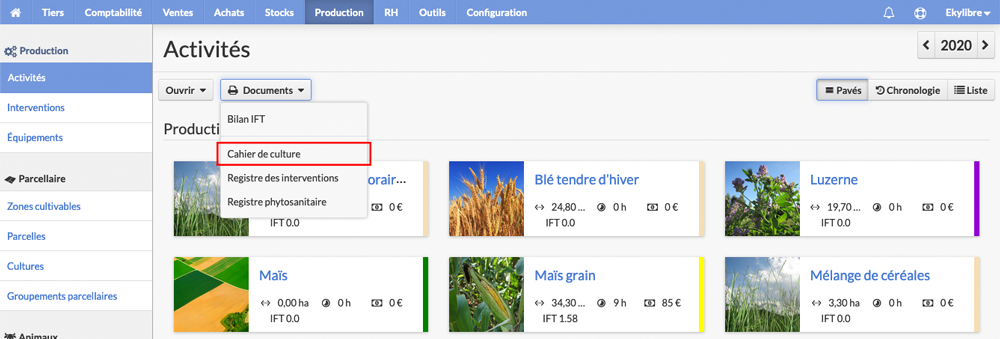 Tiers Comptabilité Ventes Achats Stocks Production RH Outils Configuration Ekylibre
Production
Activités
Interventions
Équipements
Parcellaire
Zones cultivables
Parcelles
Cultures
Groupements parcellaires
Animaux
Activités
2020
Ouvrir Documents
Pavés Chronologie Liste
Bilan IFT
Cahier de culture
Registre des interventions
Registre phytosanitaire
Blé tendre d'hiver
24,80 ... 0 h 0 €
IFT 0.0
Luzerne
19,70 ... 0 h 0 €
IFT 0.0
0 €
Maïs
0,00 ha 0 h 0 €
IFT 0.0
Maïs grain
34,30 ... 9 h 85 €
IFT 1.58
Mélange de céréales
3,30 ha 0 h 0 €
IFT 0.0